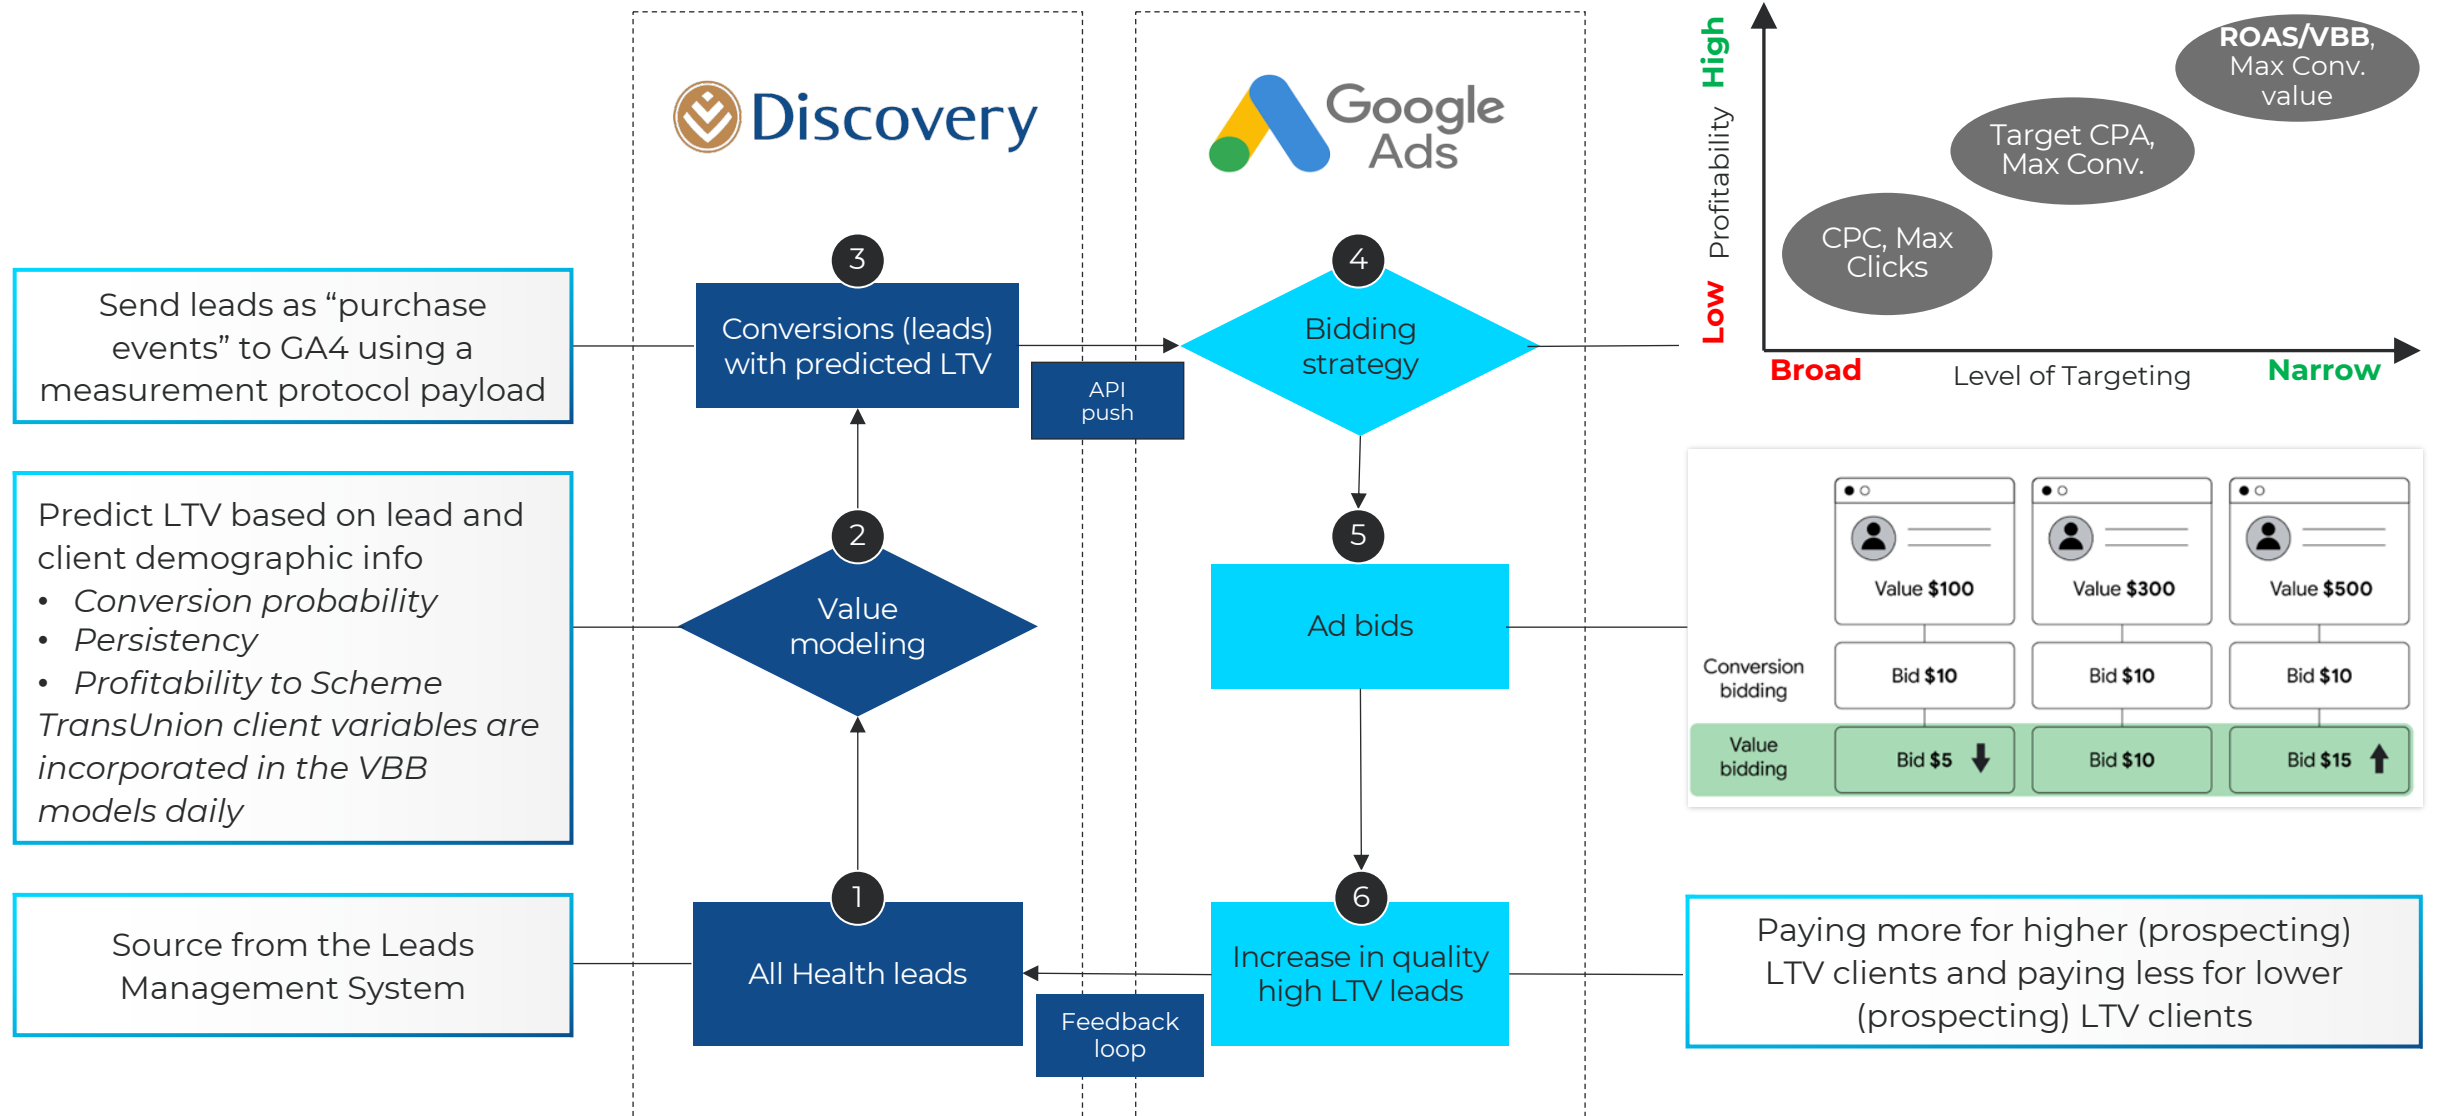 Discovery
Google
Ads
Send leads as “purchase
events” to GA4 using a
measurement protocol payload
3
Conversions (leads)
with predicted LTV
API
push
4
Bidding
strategy
High
Profitability
Low
ROAS/VBB,
Max Conv.
value
Target CPA,
Max Conv.
CPC, Max
Clicks
Broad
Level of Targeting
Narrow
Predict LTV based on lead and
client demographic info
• Conversion probability
• Persistency
• Profitability to Scheme
TransUnion client variables are
incorporated in the VBB
models daily
2
Value
modeling
5
Ad bids
Value $100
Value $300
Value $500
Conversion
bidding
Bid $10
Bid $10
Bid $10
Value
bidding
Bid $5
Bid $10
Bid $15
Source from the Leads
Management System
1
All Health leads
Feedback
loop
6
Increase in quality
high LTV leads
Paying more for higher (prospecting)
LTV clients and paying less for lower
(prospecting) LTV clients